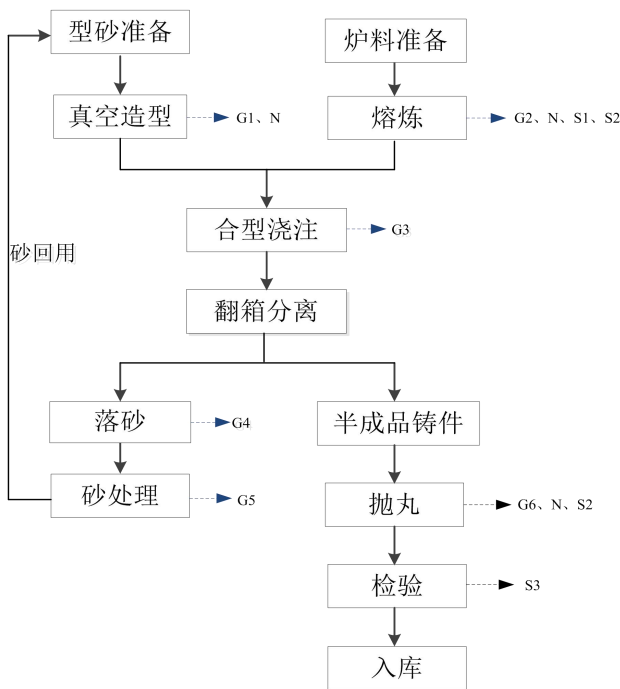 型砂准备
炉料准备
真空造型
G1、N
熔炼
G2、N、S1、S2
合型浇注
G3
砂回用
翻箱分离
落砂
G4
半成品铸件
砂处理
G5
抛丸
G6、N、S2
检验
S3
入库